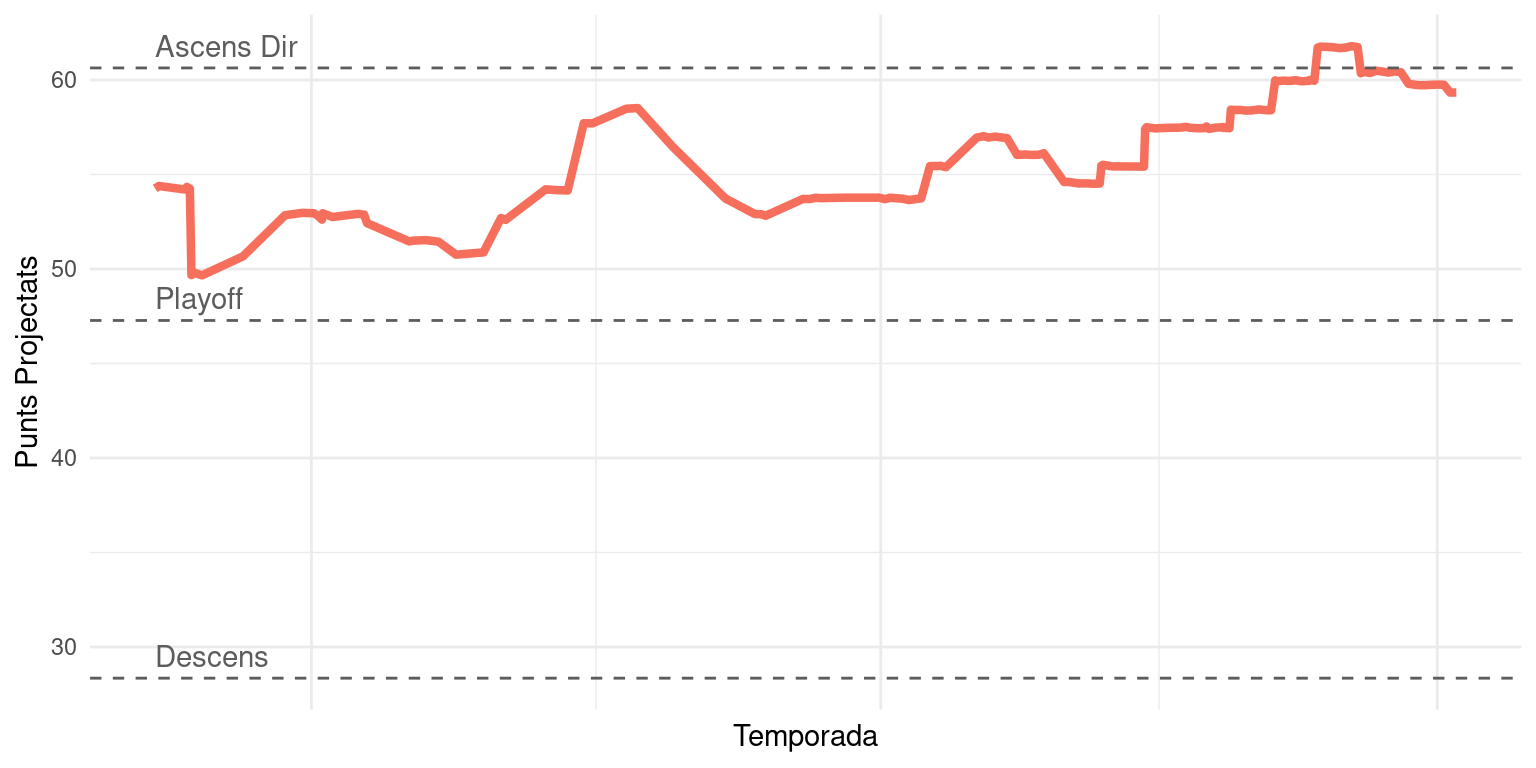 Ascens Dir
60
50
Playoff
40
30
Descens
Punts Projectats
Temporada